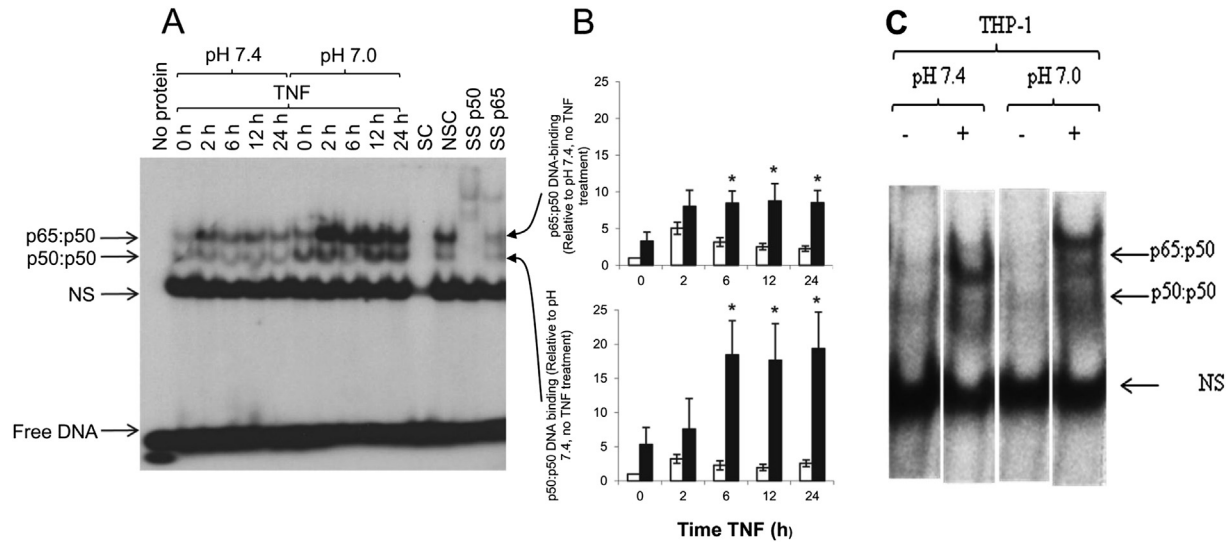 A
pH 7.4
pH 7.0
TNF
No protein
0 h
2 h
6 h
12 h
24 h
0 h
2 h
6 h
12 h
24 h
SC
NSC
SS p50
SS p65
p65:p50
p50:p50
NS
Free DNA
B
p65:p50 DNA-binding
(Relative to pH 7.4, no TNF
treatment)
25
20
15
10
5
0
* * *
0 2 6 12 24
p50:p50 DNA binding (Relative to pH
7.4, no TNF treatment)
25
20
15
10
5
0
* * *
0 2 6 12 24
Time TNF (h)
C
THP-1
pH 7.4
pH 7.0
- + - +
p65:p50
p50:p50
NS